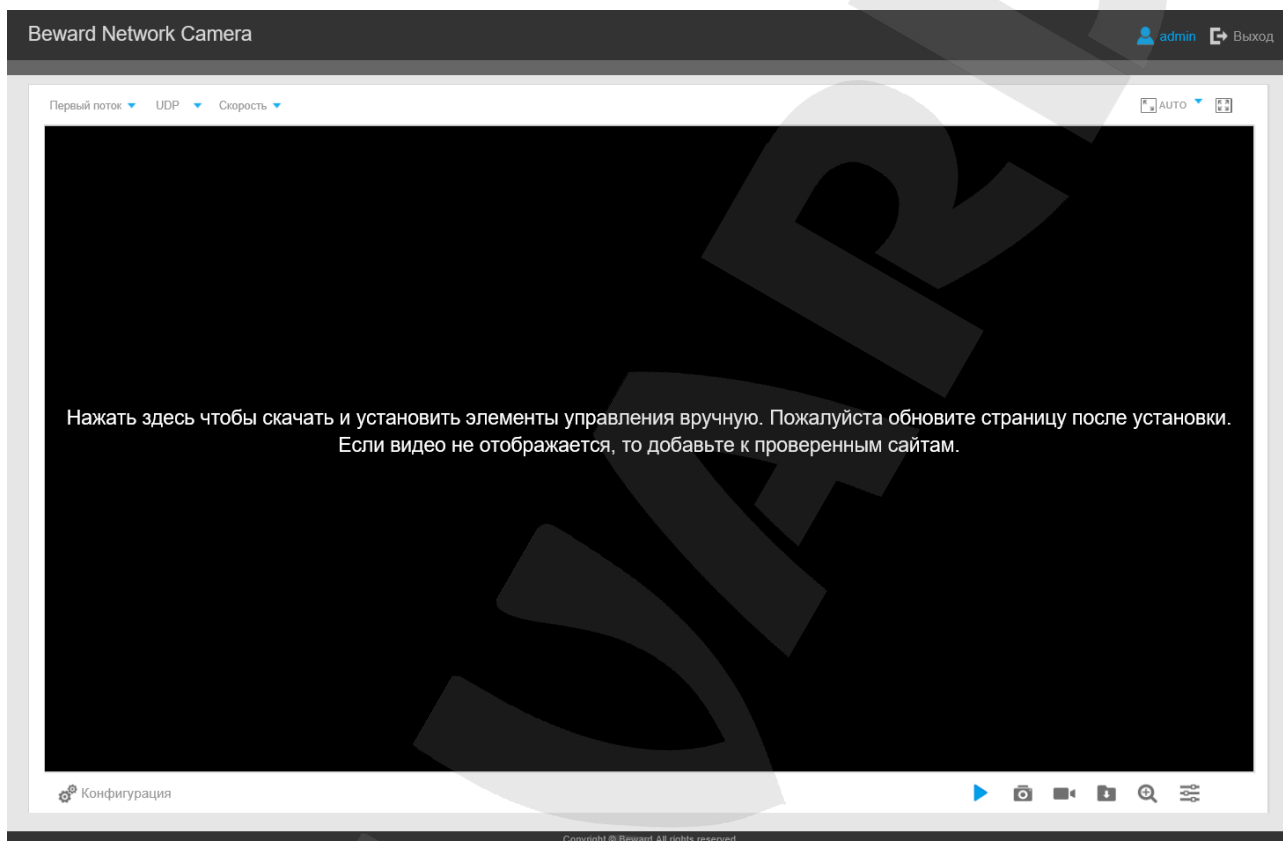 Beward Network Camera
admin Выход
Первый поток UDP Скорость AUTO
Нажать здесь чтобы скачать и установить элементы управления вручную. Пожалуйста обновите страницу после установки.
Если видео не отображается, то добавьте к проверенным сайтам.
Конфигурация
Copyright © Beward All rights reserved